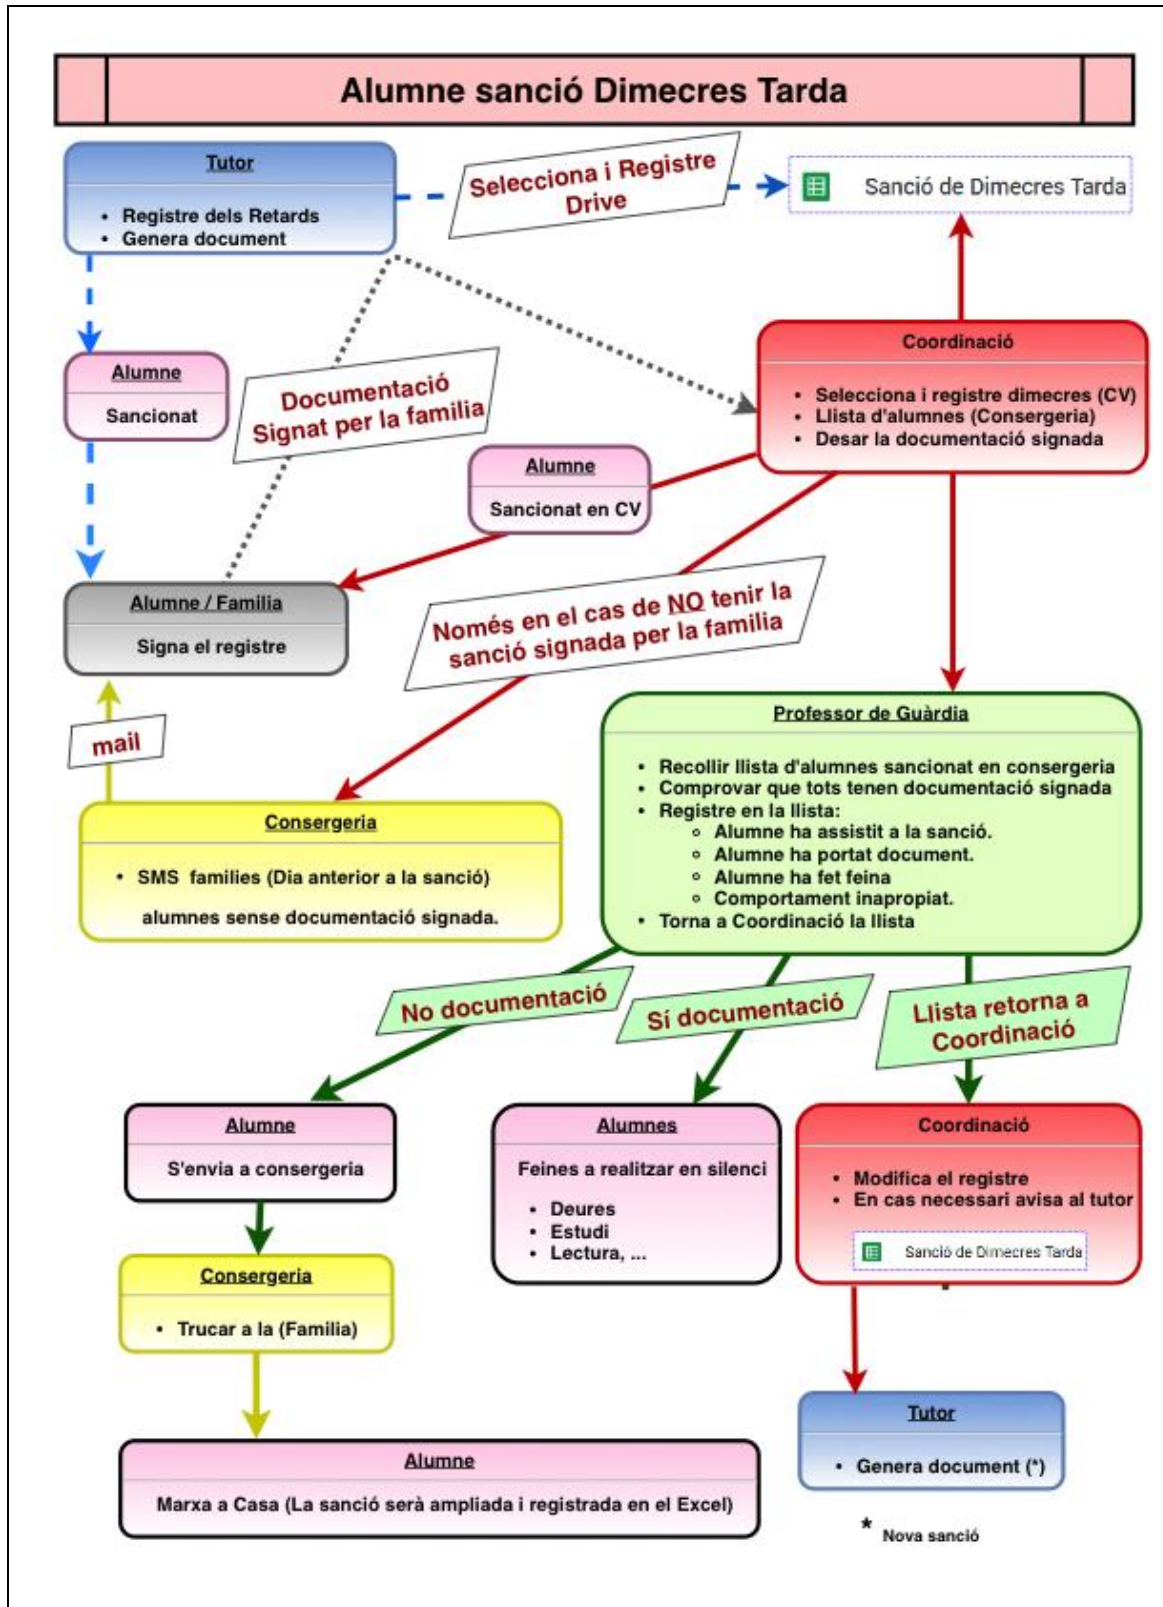 Alumne sanció Dimecres Tarda
Tutor
• Registre dels Retards
• Genera document
Selecciona i Registre
Drive
Sanció de Dimecres Tarda
Alumne
Sancionat
Documentació
Signat per la familia
Coordinació
• Selecciona i registre dimecres (CV)
• Llista d'alumnes (Consergeria)
• Desar la documentació signada
Alumne
Sancionat en CV
Alumne / Familia
Signa el registre
Només en el cas de NO tenir la
sanció signada per la familia
mail
Consergeria
• SMS families (Dia anterior a la sanció)
alumnes sense documentació signada.
Professor de Guàrdia
• Recollir llista d'alumnes sancionat en consergeria
• Comprovar que tots tenen documentació signada
• Registre en la llista:
◦ Alumne ha assistit a la sanció.
◦ Alumne ha portat document.
◦ Alumne ha fet feina
◦ Comportament inapropiat.
• Torna a Coordinació la llista
No documentació
Sí documentació
Llista retorna a
Coordinació
Alumne
S'envia a consergeria
Alumnes
Feines a realitzar en silenci
• Deures
• Estudi
• Lectura, ...
Coordinació
• Modifica el registre
• En cas necessari avisa al tutor
Sanció de Dimecres Tarda
Consergeria
• Trucar a la (Familia)
Tutor
• Genera document (*)
Alumne
Marxa a Casa (La sanció serà ampliada i registrada en el Excel)
* Nova sanció